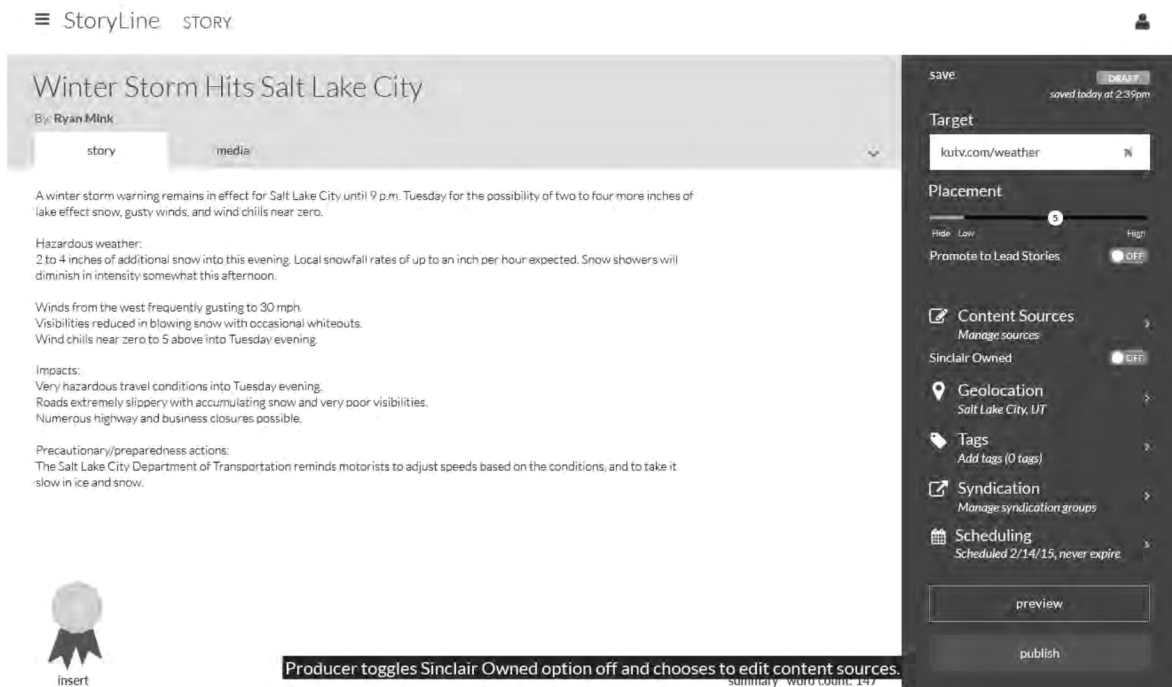 StoryLine STORY
Winter Storm Hits Salt Lake City
By: Ryan Mink
story media
A winter storm warning remains in effect for Salt Lake City until 9 p.m. Tuesday for the possibility of two to four more inches of
lake effect snow, gusty winds, and wind chills near zero.
Hazardous weather:
2 to 4 inches of additional snow into this evening. Local snowfall rates of up to an inch per hour expected. Snow showers will
diminish in intensity somewhat this afternoon.
Winds from the west frequently gusting to 30 mph.
Visibilities reduced in blowing snow with occasional whiteouts.
Wind chills near zero to 5 above into Tuesday evening.
Impacts:
Very hazardous travel conditions into Tuesday evening.
Roads extremely slippery with accumulating snow and very poor visibilities.
Numerous highway and business closures possible.
Precautionary/preparedness actions:
The Salt Lake City Department of Transportation reminds motorists to adjust speeds based on the conditions, and to take it
slow in ice and snow.
insert
Producer toggles Sinclair Owned option off and chooses to edit content sources.
summary word count: 147
save DRAFT
saved today at 2:39pm
Target
kutv.com/weather
Placement
5
Hide Low High
Promote to Lead Stories OFF
Content Sources
Manage sources
Sinclair Owned OFF
Geolocation
Salt Lake City, UT
Tags
Add tags (0 tags)
Syndication
Manage syndication groups
Scheduling
Scheduled 2/14/15, never expire
preview
publish